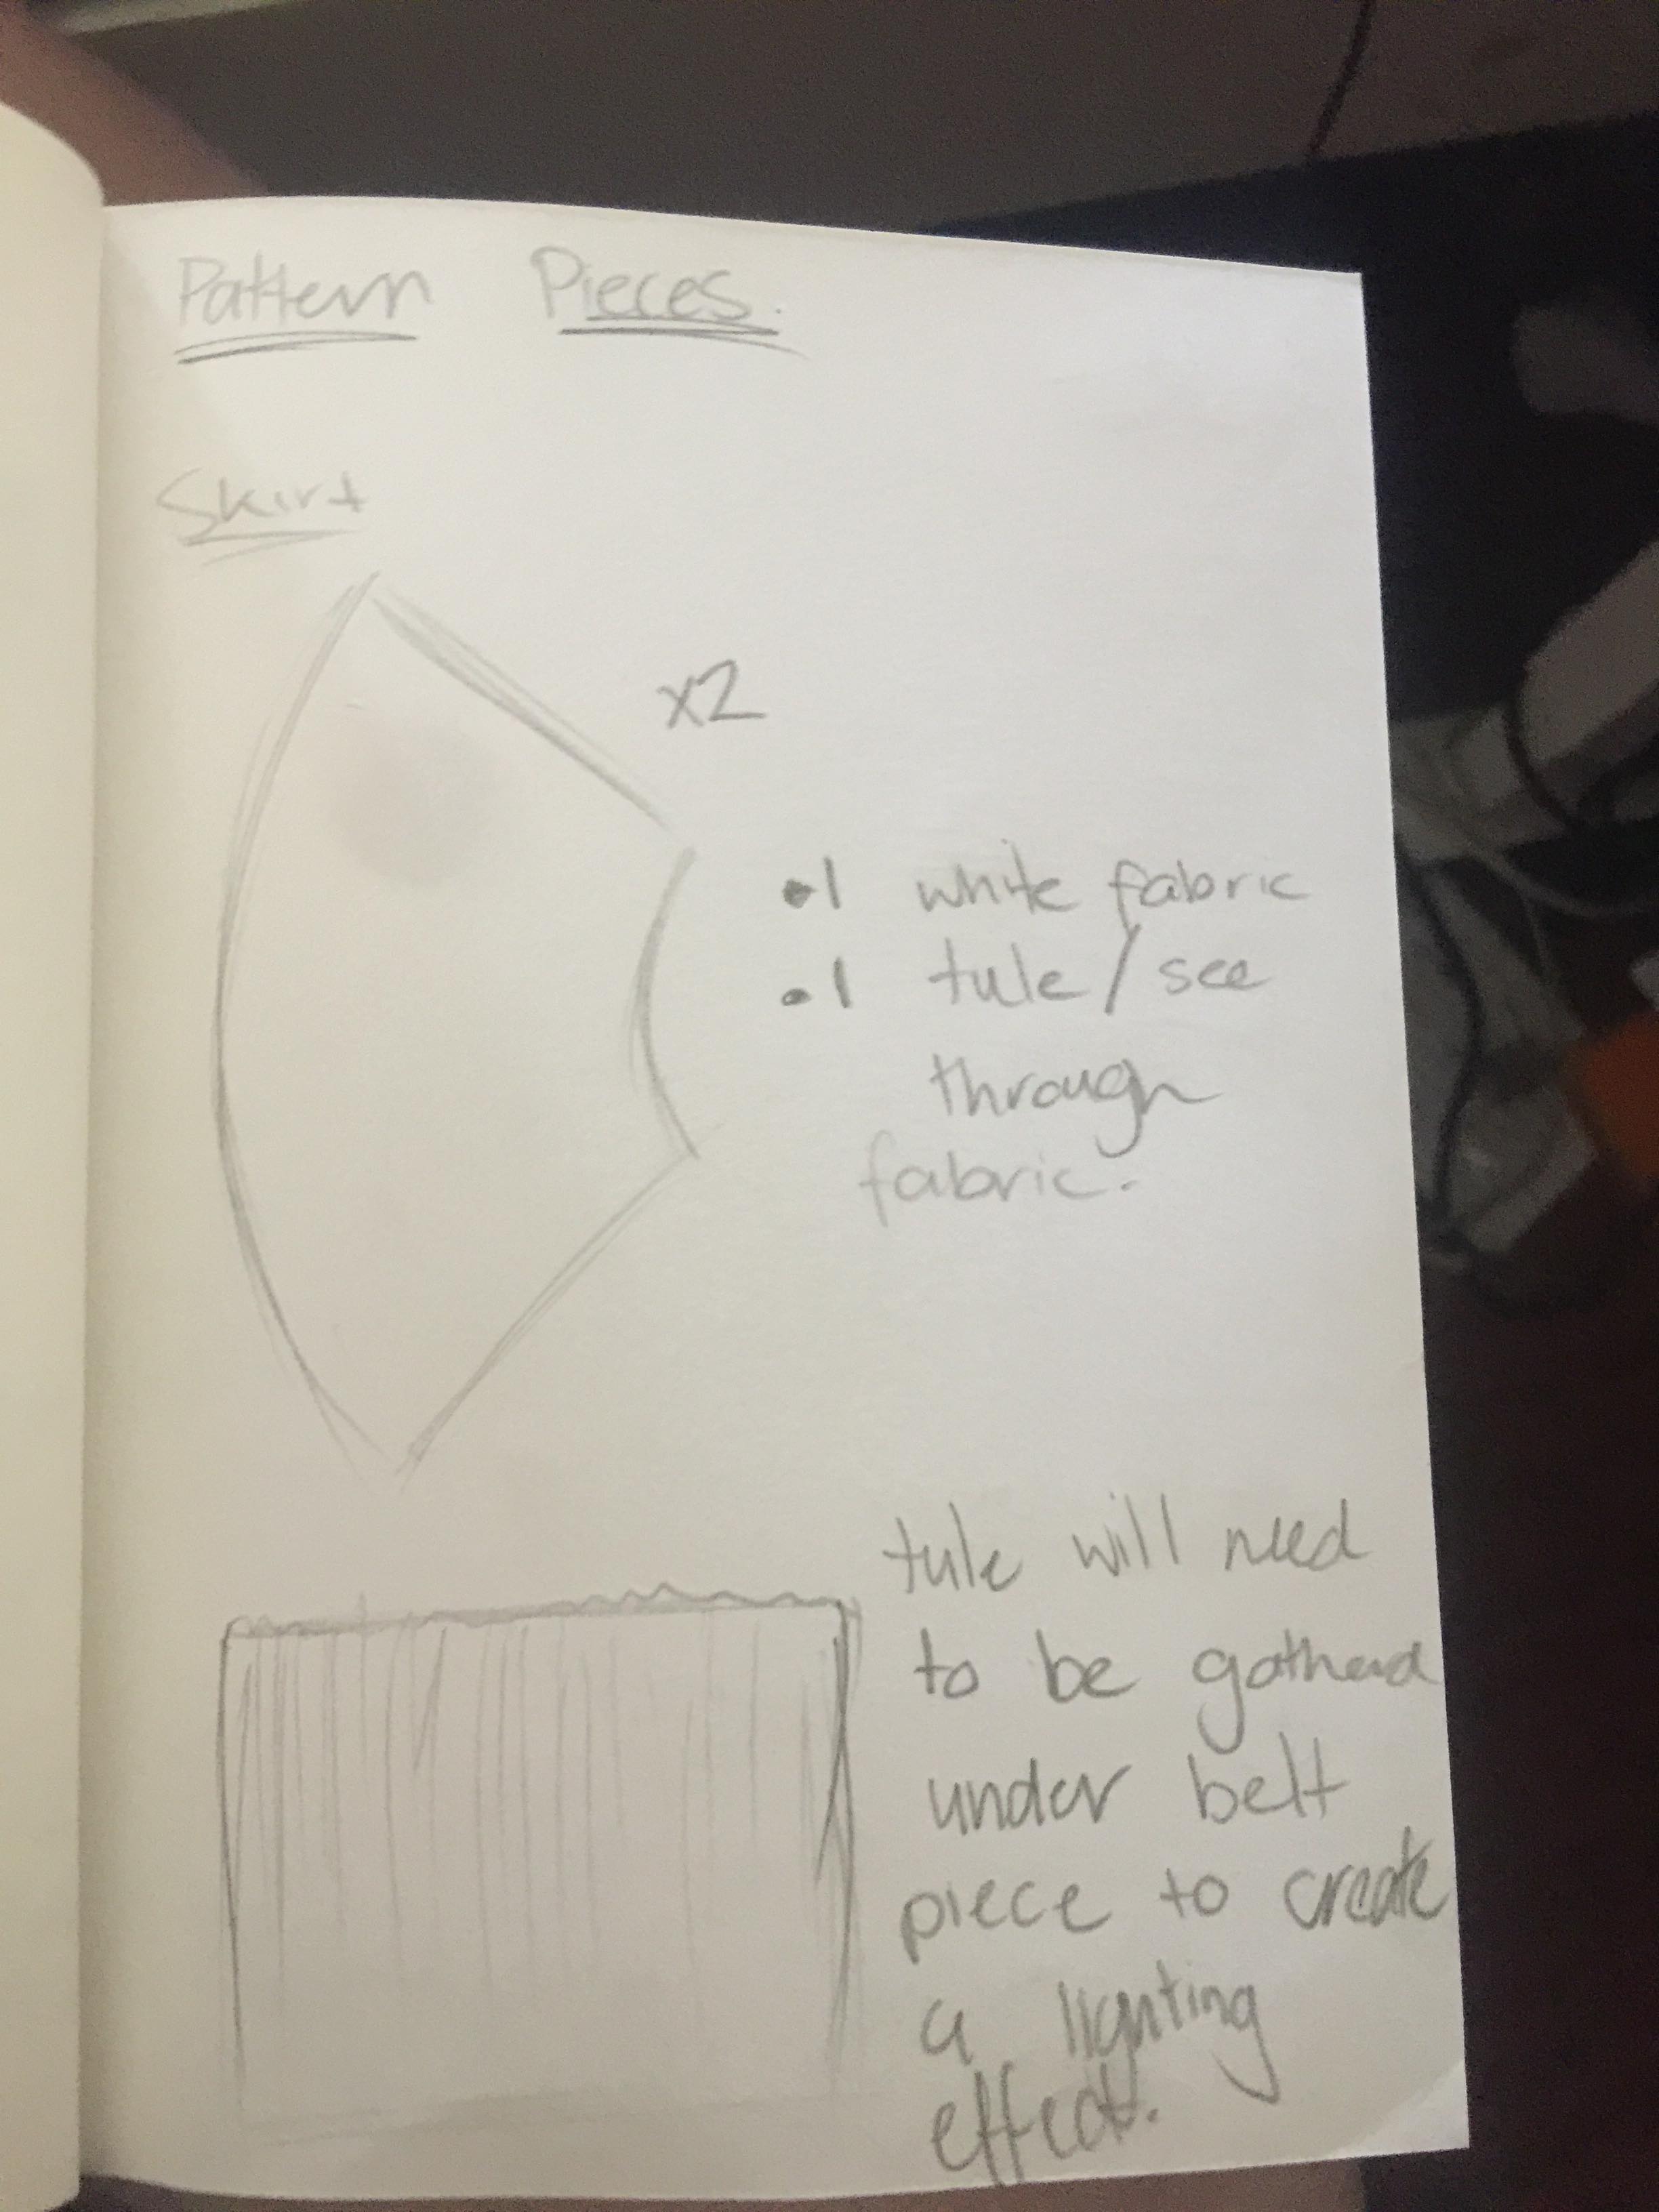 Pattern Pieces.
Skirt
x2
• 1 white fabric
• 1 tule / see
through
fabric.
tule will need
to be gathered
under belt
piece to create
a lighting
effect.